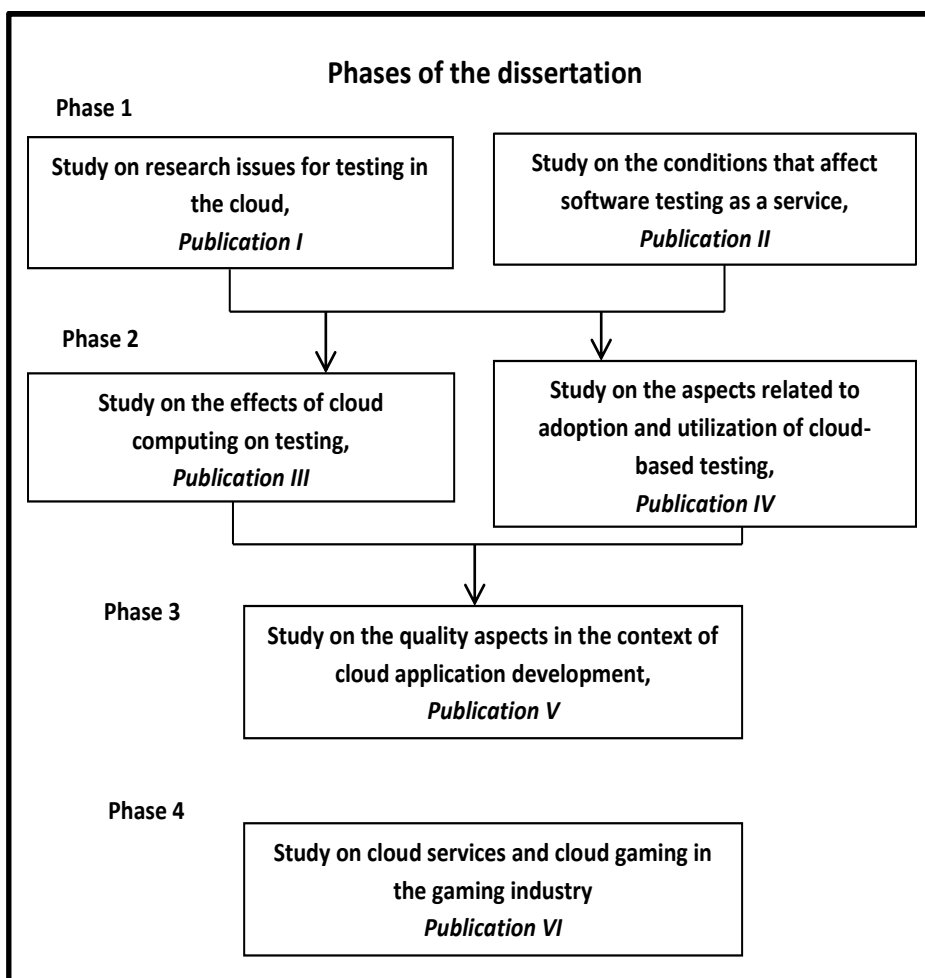 Phases of the dissertation
Phase 1
Study on research issues for testing in
the cloud,
Publication I
Study on the conditions that affect
software testing as a service,
Publication II
Phase 2
Study on the effects of cloud
computing on testing,
Publication III
Study on the aspects related to
adoption and utilization of cloud-
based testing,
Publication IV
Phase 3
Study on the quality aspects in the context of
cloud application development,
Publication V
Phase 4
Study on cloud services and cloud gaming in
the gaming industry
Publication VI